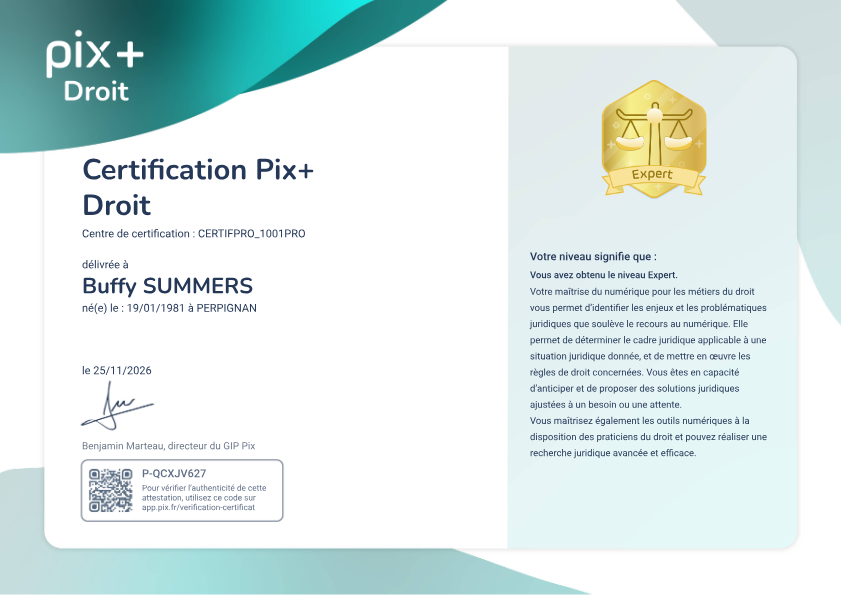 pix+
Droit
Certification Pix+
Droit
Centre de certification : CERTIFPRO_1001PRO
délivrée à
Buffy SUMMERS
né(e) le : 19/01/1981 à PERPIGNAN
le 25/11/2026
Benjamin Marteau, directeur du GIP Pix
P-QCXJV627
Pour vérifier l'authenticité de cette
attestation, utilisez ce code sur
app.pix.fr/verification-certificat
Expert
Votre niveau signifie que :
Vous avez obtenu le niveau Expert.
Votre maîtrise du numérique pour les métiers du droit
vous permet d'identifier les enjeux et les problématiques
juridiques que soulève le recours au numérique. Elle
permet de déterminer le cadre juridique applicable à une
situation juridique donnée, et de mettre en œuvre les
règles de droit concernées. Vous êtes en capacité
d'anticiper et de proposer des solutions juridiques
ajustées à un besoin ou une attente.
Vous maîtrisez également les outils numériques à la
disposition des praticiens du droit et pouvez réaliser une
recherche juridique avancée et efficace.